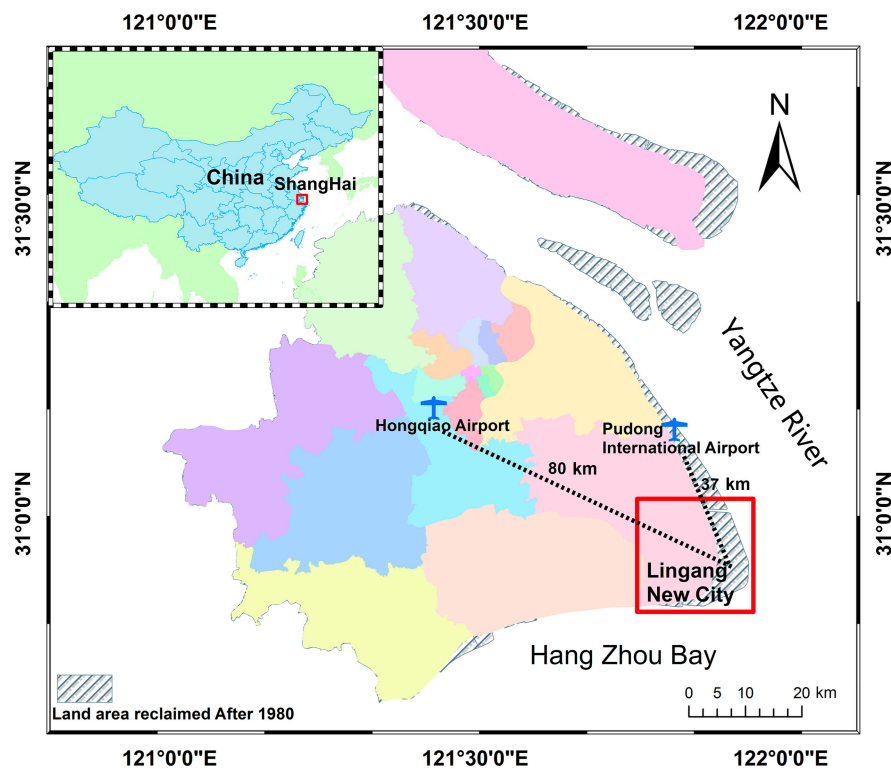 121°0'0"E
121°30'0"E
122°0'0"E
N
China
ShangHai
31°30'0"N
31°30'0"N
Yangtze River
Hongqiao Airport
Pudong
International Airport
80 km
37 km
31°0'0"N
31°0'0"N
Lingang
New City
Hang Zhou Bay
Land area reclaimed After 1980
0 5 10 20 km
121°0'0"E
121°30'0"E
122°0'0"E